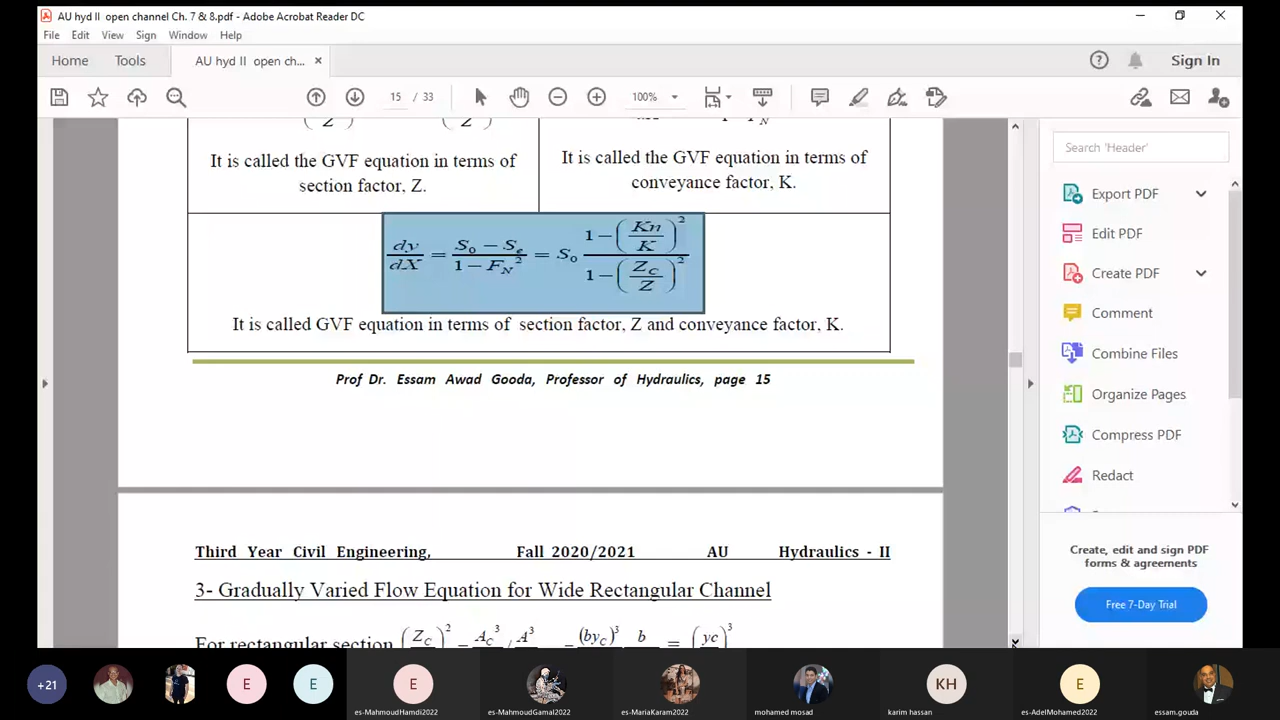 AU hyd II open channel Ch. 7 & 8.pdf - Adobe Acrobat Reader DC
File Edit View Sign Window Help
Home Tools AU hyd II open ch... × Sign In
15 / 33 100%
It is called the GVF equation in terms of
section factor, Z.
It is called the GVF equation in terms of
conveyance factor, K.
dy/dX = (S₀ − Sₑ)/(1 − F_N²) = S₀ (1 − (Kn/K)²)/(1 − (Z_C/Z)²)
It is called GVF equation in terms of section factor, Z and conveyance factor, K.
Prof Dr. Essam Awad Gooda, Professor of Hydraulics, page 15
Third Year Civil Engineering, Fall 2020/2021 AU Hydraulics - II
3- Gradually Varied Flow Equation for Wide Rectangular Channel
For rectangular section
Search 'Header'
Export PDF
Edit PDF
Create PDF
Comment
Combine Files
Organize Pages
Compress PDF
Redact
Create, edit and sign PDF
forms & agreements
Free 7-Day Trial
+21 E E E KH E
es-MahmoudHamdi2022 es-MahmoudGamal2022 es-MariaKaram2022 mohamed mosad karim hassan es-AdelMohamed2022 essam.gouda